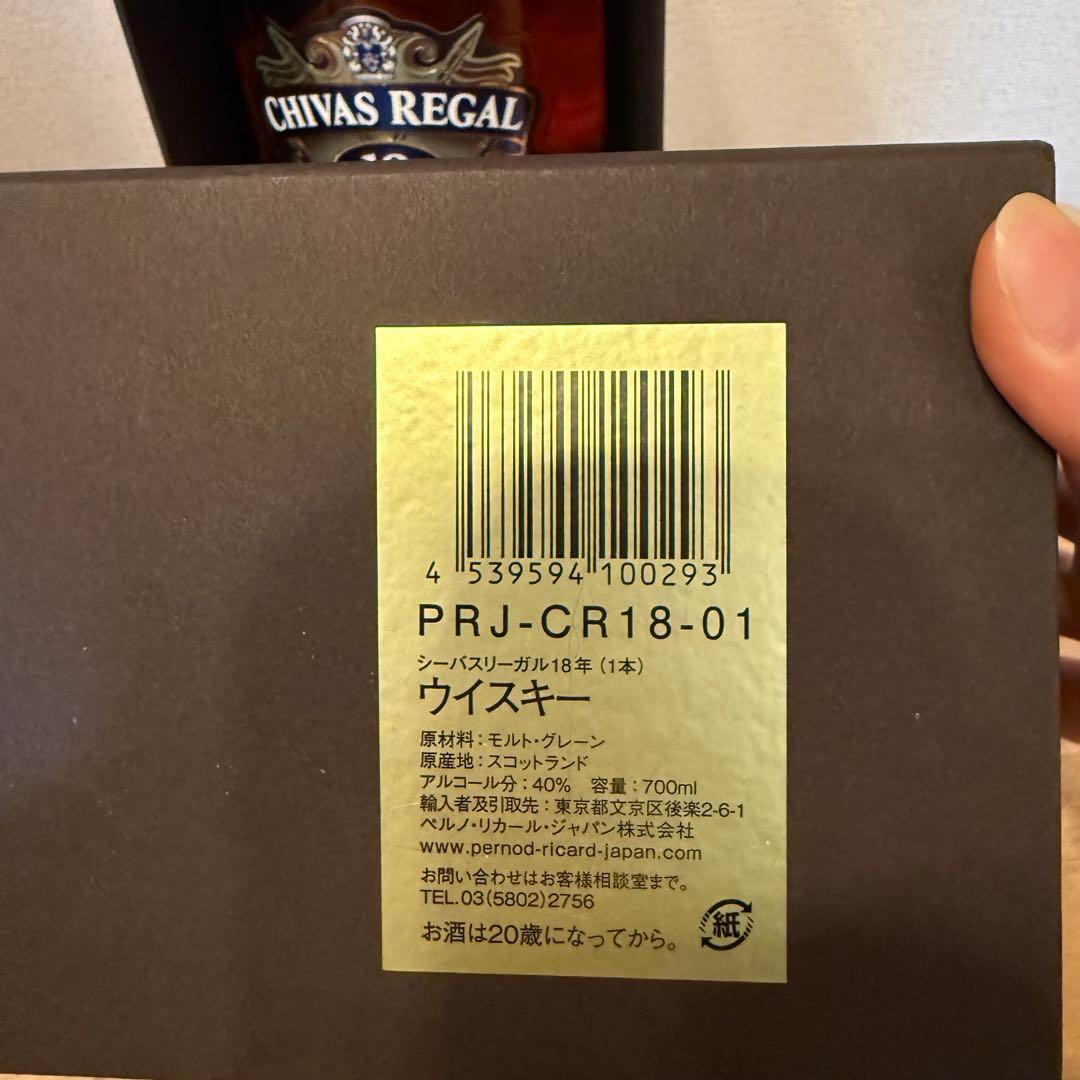 CHIVAS REGAL
18
4 539594 100293
PRJ-CR18-01
シーバスリーガル18年（1本）
ウイスキー
原材料：モルト・グレーン
原産地：スコットランド
アルコール分：40% 容量：700ml
輸入者及引取先：東京都文京区後楽2-6-1
ペルノ・リカール・ジャパン株式会社
www.pernod-ricard-japan.com
お問い合わせはお客様相談室まで。
TEL.03(5802)2756
お酒は20歳になってから。
紙